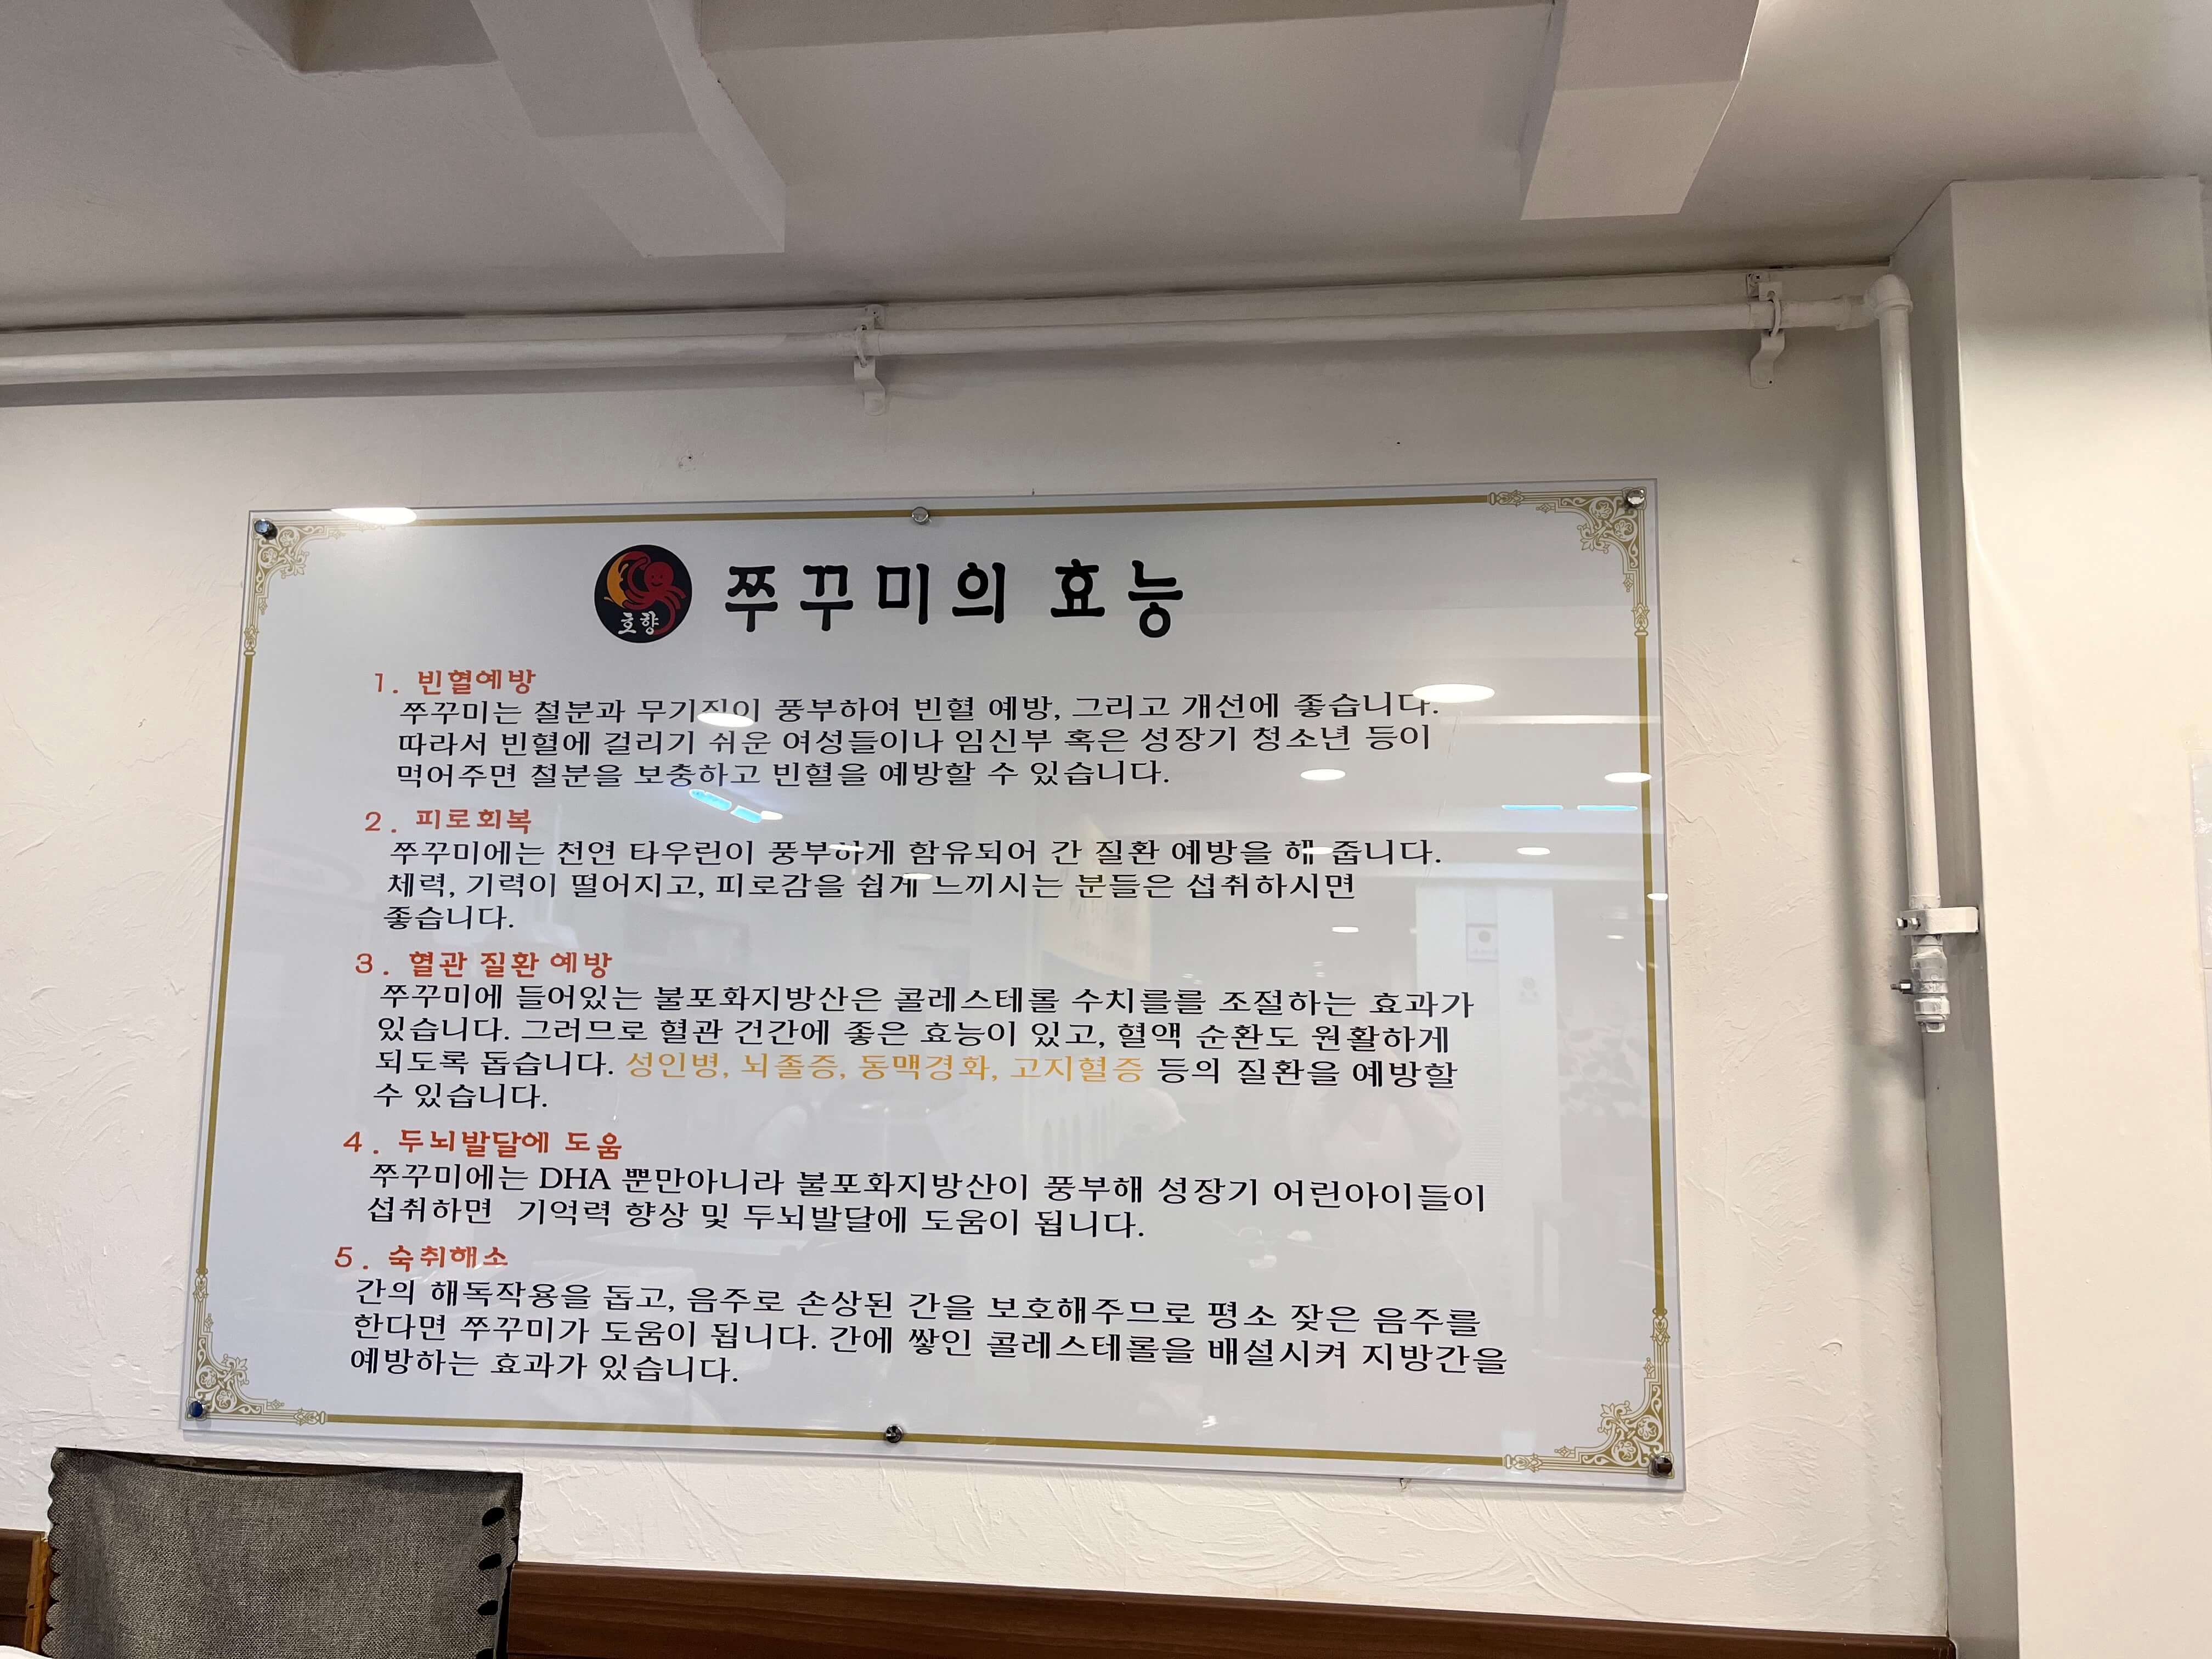 호향
쭈꾸미의 효능
1. 빈혈예방
쭈꾸미는 철분과 무기질이 풍부하여 빈혈 예방, 그리고 개선에 좋습니다.
따라서 빈혈에 걸리기 쉬운 여성들이나 임신부 혹은 성장기 청소년 등이
먹어주면 철분을 보충하고 빈혈을 예방할 수 있습니다.
2. 피로회복
쭈꾸미에는 천연 타우린이 풍부하게 함유되어 간 질환 예방을 해 줍니다.
체력, 기력이 떨어지고, 피로감을 쉽게 느끼시는 분들은 섭취하시면
좋습니다.
3. 혈관 질환 예방
쭈꾸미에 들어있는 불포화지방산은 콜레스테롤 수치를를 조절하는 효과가
있습니다. 그러므로 혈관 건간에 좋은 효능이 있고, 혈액 순환도 원활하게
되도록 돕습니다. 성인병, 뇌졸증, 동맥경화, 고지혈증 등의 질환을 예방할
수 있습니다.
4. 두뇌발달에 도움
쭈꾸미에는 DHA 뿐만아니라 불포화지방산이 풍부해 성장기 어린아이들이
섭취하면 기억력 향상 및 두뇌발달에 도움이 됩니다.
5. 숙취해소
간의 해독작용을 돕고, 음주로 손상된 간을 보호해주므로 평소 잦은 음주를
한다면 쭈꾸미가 도움이 됩니다. 간에 쌓인 콜레스테롤을 배설시켜 지방간을
예방하는 효과가 있습니다.